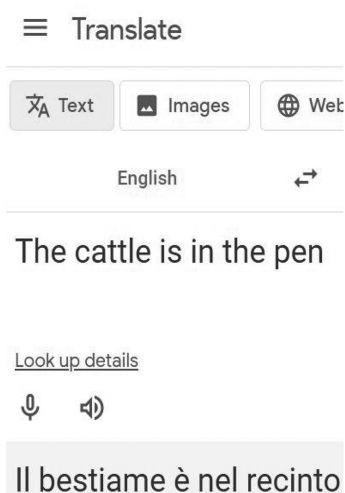 Translate
Text Images Web
English
The cattle is in the pen
Look up details
Il bestiame è nel recinto